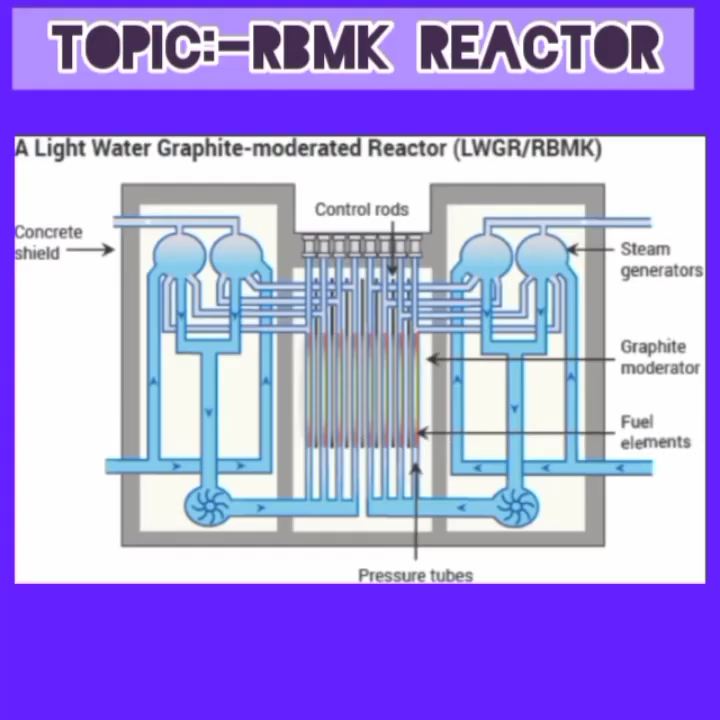 TOPIC:-RBMK REACTOR
A Light Water Graphite-moderated Reactor (LWGR/RBMK)
Control rods
Concrete
shield
Steam
generators
Graphite
moderator
Fuel
elements
Pressure tubes